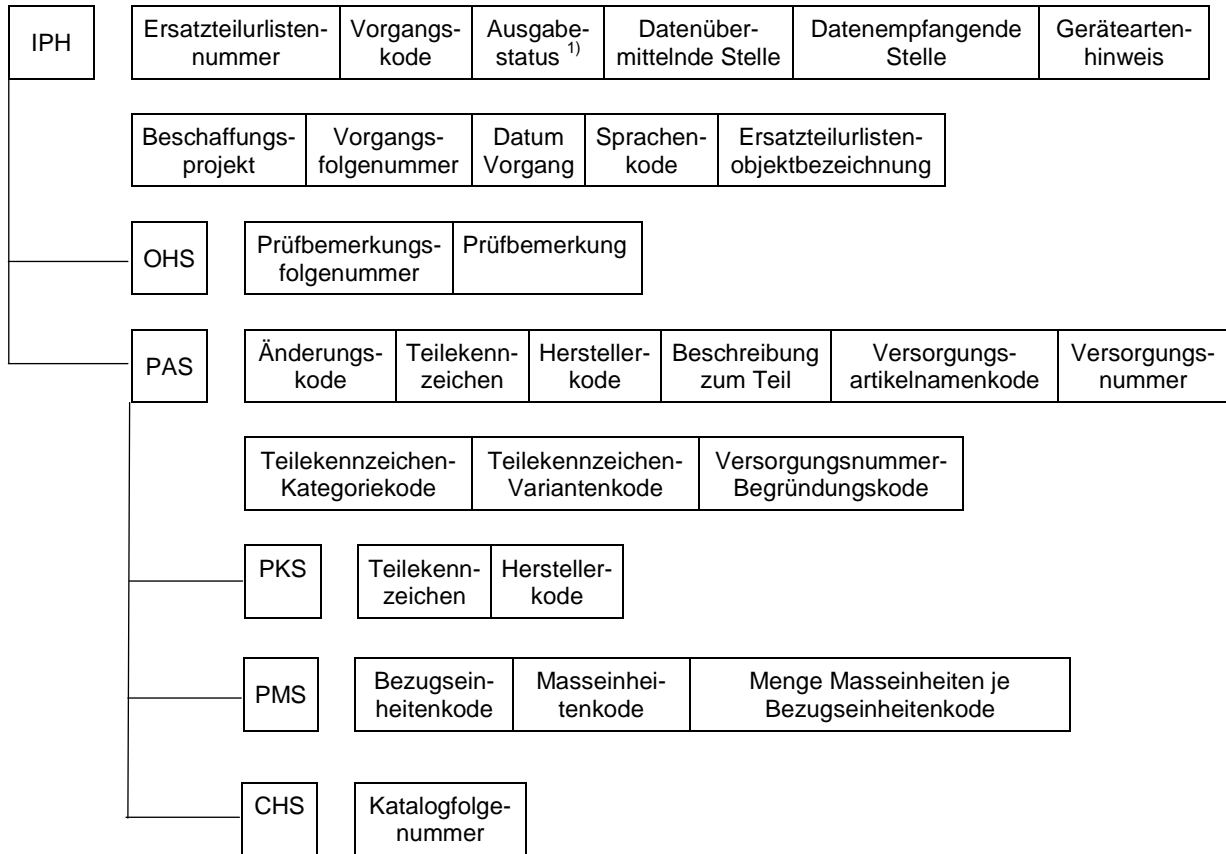 IPH
Ersatzteilurlisten-
nummer
Vorgangs-
kode
Ausgabe-
status 1)
Datenüber-
mittelnde Stelle
Datenempfangende
Stelle
Gerätearten-
hinweis
Beschaffungs-
projekt
Vorgangs-
folgenummer
Datum
Vorgang
Sprachen-
kode
Ersatzteilurlisten-
objektbezeichnung
OHS
Prüfbemerkungs-
folgenummer
Prüfbemerkung
PAS
Änderungs-
kode
Teilekenn-
zeichen
Hersteller-
kode
Beschreibung
zum Teil
Versorgungs-
artikelnamenkode
Versorgungs-
nummer
Teilekennzeichen-
Kategoriekode
Teilekennzeichen-
Variantenkode
Versorgungsnummer-
Begründungskode
PKS
Teilekenn-
zeichen
Hersteller-
kode
PMS
Bezugsein-
heitenkode
Masseinhei-
tenkode
Menge Masseinheiten je
Bezugseinheitenkode
CHS
Katalogfolge-
nummer